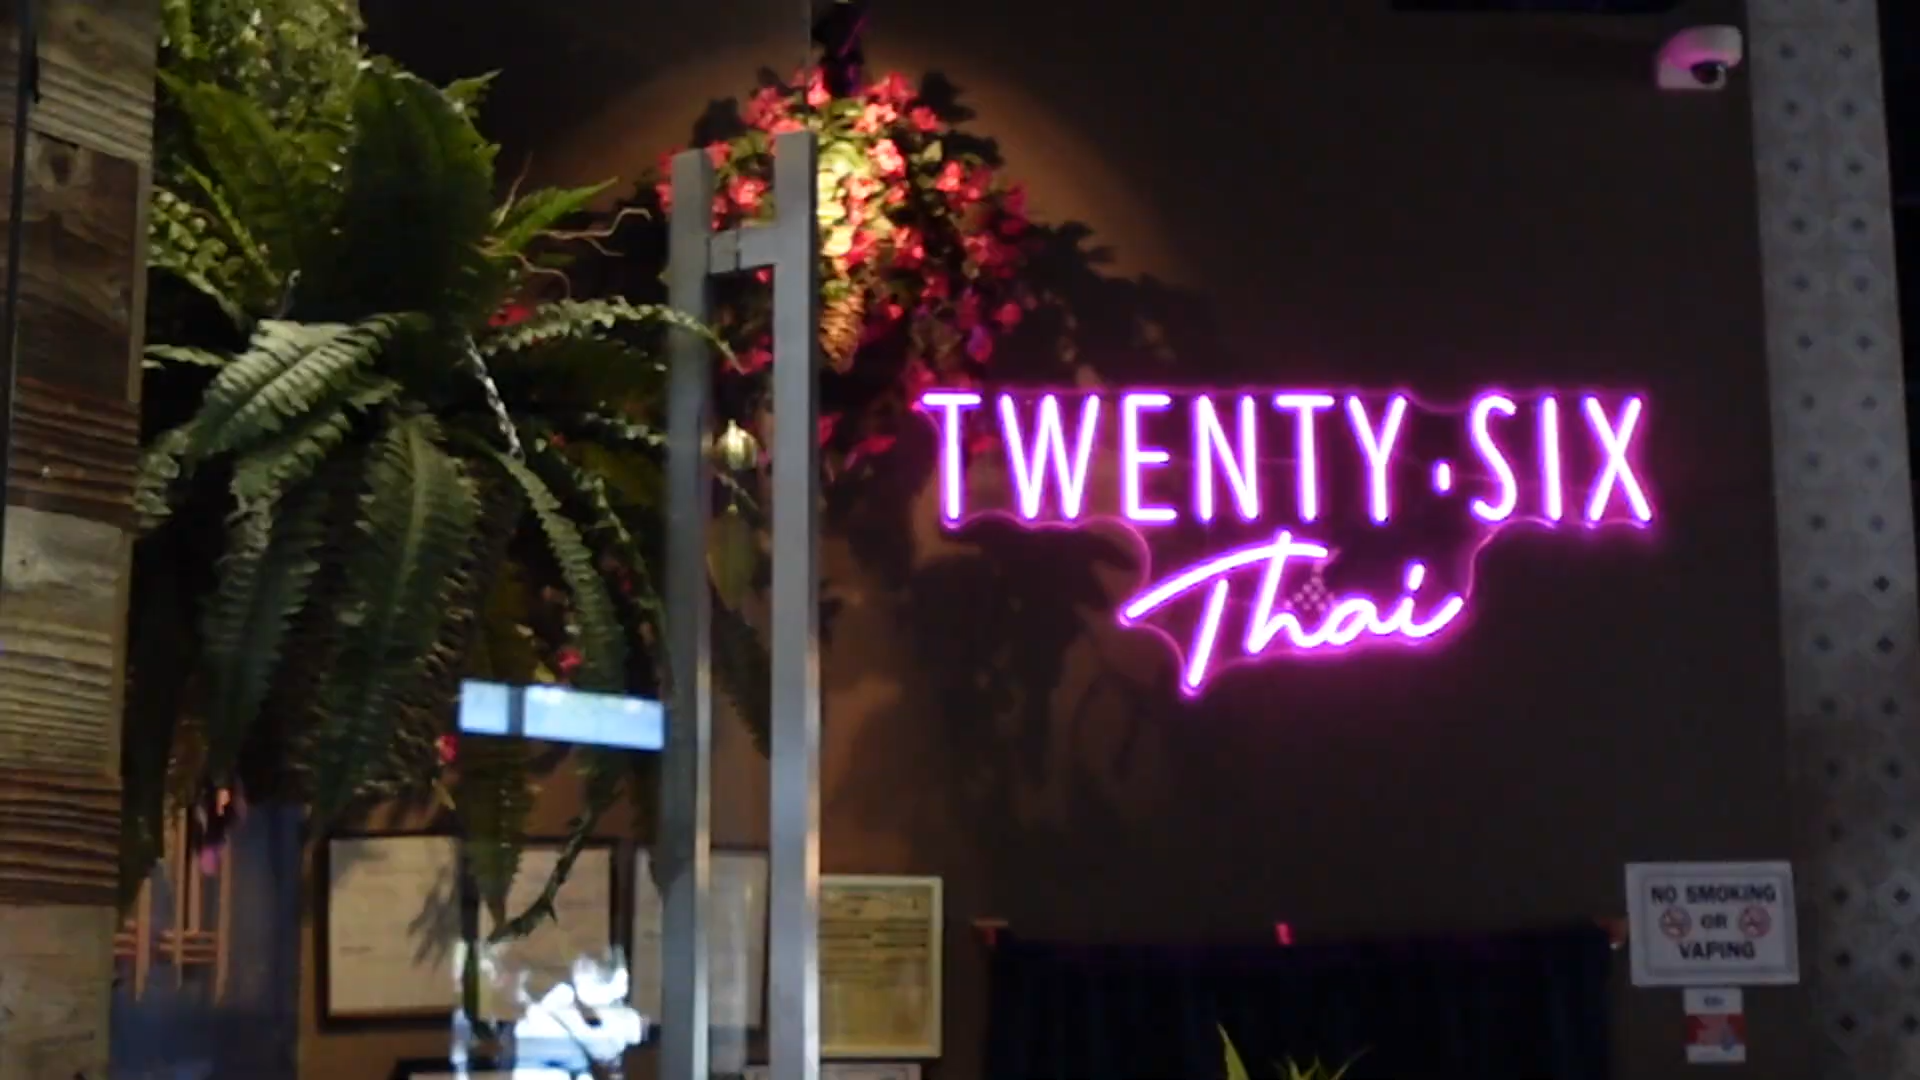 TWENTY·SIX
Thai
NO SMOKING
OR
VAPING